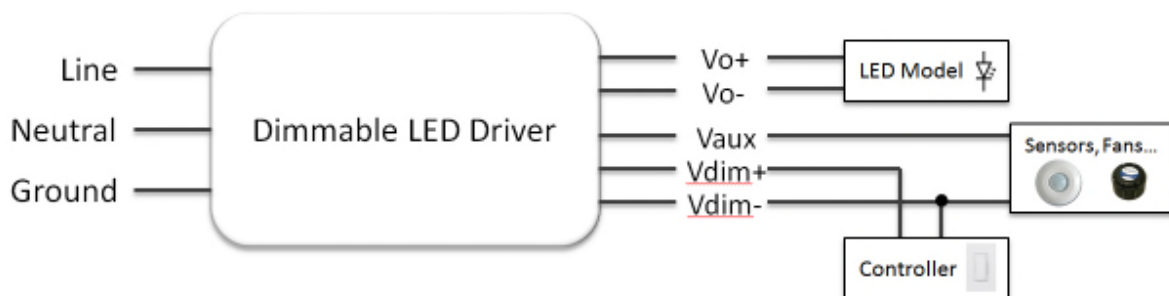 Line
Neutral
Ground
Dimmable LED Driver
Vo+
Vo-
Vaux
Vdim+
Vdim-
LED Model
Sensors, Fans...
Controller